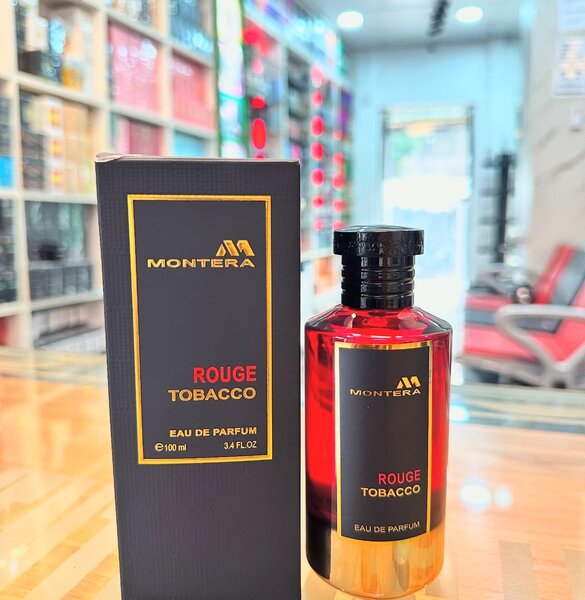 MONTERA
ROUGE
TOBACCO
EAU DE PARFUM
℮100 ml 3.4 FL.OZ
MONTERA
ROUGE
TOBACCO
EAU DE PARFUM